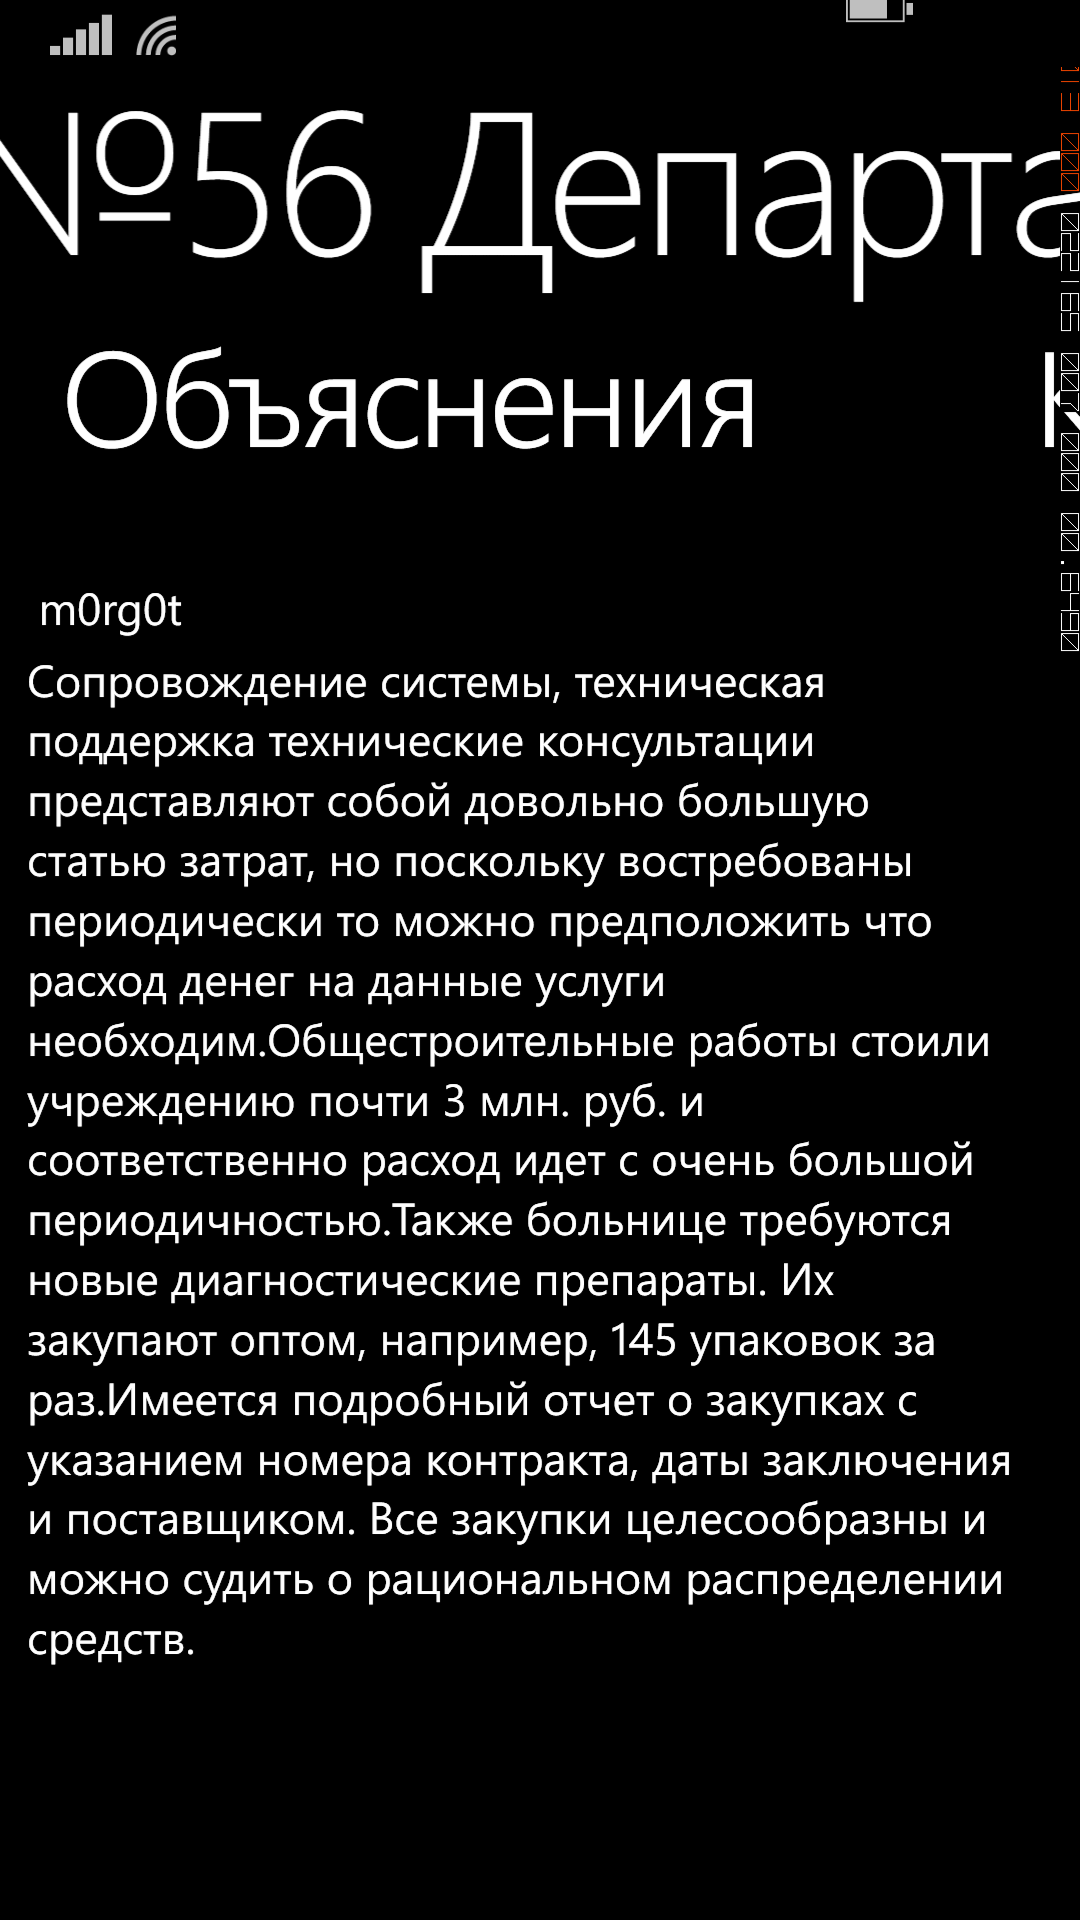 №56 Департа
Объяснения
m0rg0t
Сопровождение системы, техническая
поддержка технические консультации
представляют собой довольно большую
статью затрат, но поскольку востребованы
периодически то можно предположить что
расход денег на данные услуги
необходим.Общестроительные работы стоили
учреждению почти 3 млн. руб. и
соответственно расход идет с очень большой
периодичностью.Также больнице требуются
новые диагностические препараты. Их
закупают оптом, например, 145 упаковок за
раз.Имеется подробный отчет о закупках с
указанием номера контракта, даты заключения
и поставщиком. Все закупки целесообразны и
можно судить о рациональном распределении
средств.